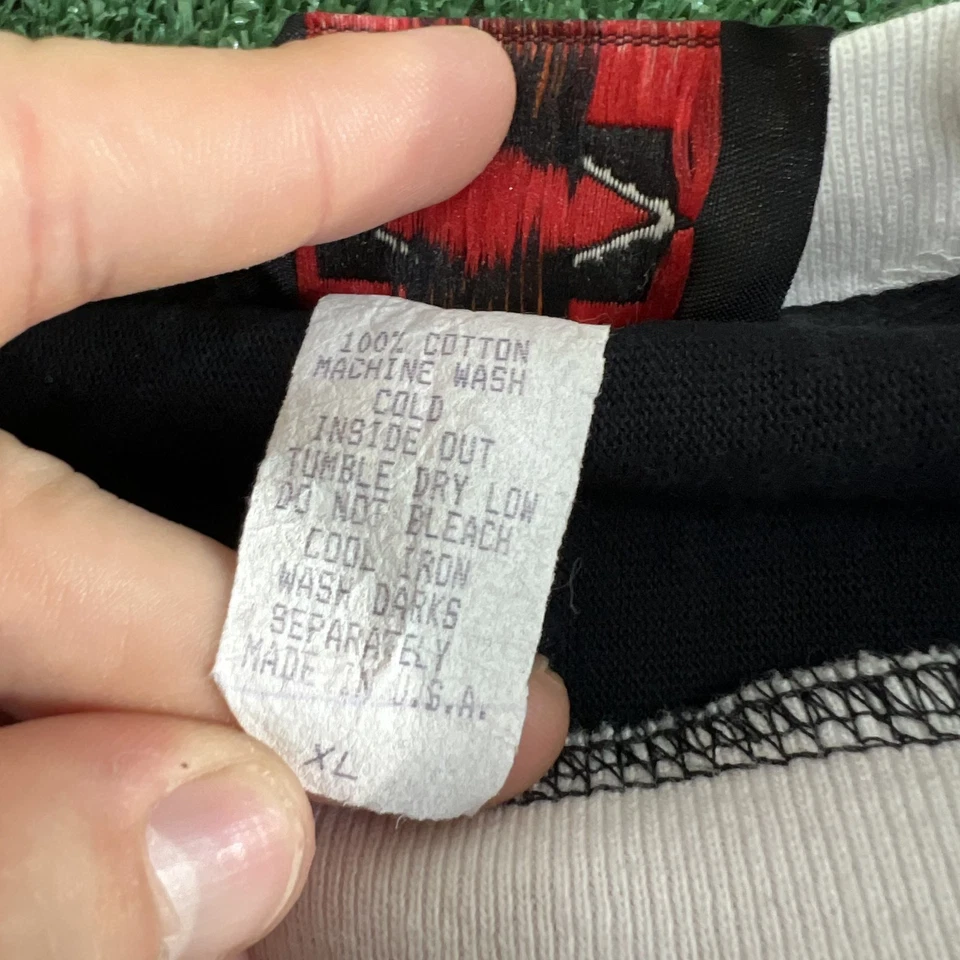 100% COTTON
MACHINE WASH
COLD
INSIDE OUT
TUMBLE DRY LOW
DO NOT BLEACH
COOL IRON
WASH DARKS
SEPARATELY
MADE IN U.S.A.
XL